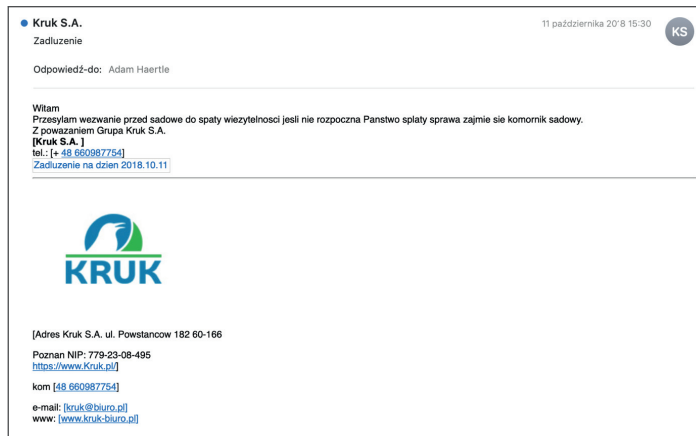 Kruk S.A.
11 października 20'8 15:30
KS
Zadluzenie
Odpowiedź-do: Adam Haertle
Witam
Przesylam wezwanie przed sadowe do spaty wiezytelnosci jesli nie rozpoczna Panstwo splaty sprawa zajmie sie komornik sadowy.
Z powazaniem Grupa Kruk S.A.
[Kruk S.A. ]
tel.: [+ 48 660987754]
Zadluzenie na dzien 2018.10.11
KRUK
[Adres Kruk S.A. ul. Powstancow 182 60-166
Poznan NIP: 779-23-08-495
https://www.Kruk.pl/]
kom [48 660987754]
e-mail: [kruk@biuro.pl]
www: [www.kruk-biuro.pl]